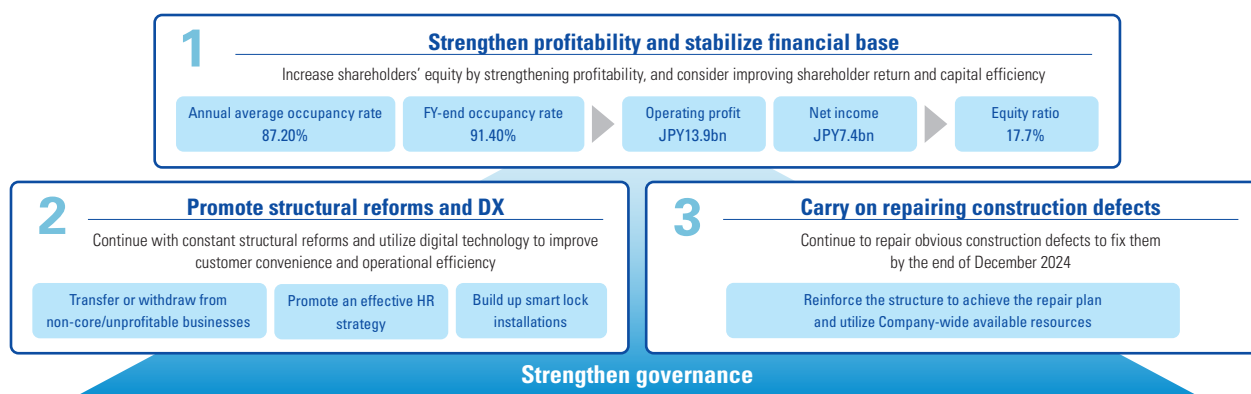 1
Strengthen profitability and stabilize financial base
Increase shareholders’ equity by strengthening profitability, and consider improving shareholder return and capital efficiency
Annual average occupancy rate
87.20%
FY-end occupancy rate
91.40%
Operating profit
JPY13.9bn
Net income
JPY7.4bn
Equity ratio
17.7%
2
Promote structural reforms and DX
Continue with constant structural reforms and utilize digital technology to improve
customer convenience and operational efficiency
Transfer or withdraw from
non-core/unprofitable businesses
Promote an effective HR
strategy
Build up smart lock
installations
3
Carry on repairing construction defects
Continue to repair obvious construction defects to fix them
by the end of December 2024
Reinforce the structure to achieve the repair plan
and utilize Company-wide available resources
Strengthen governance